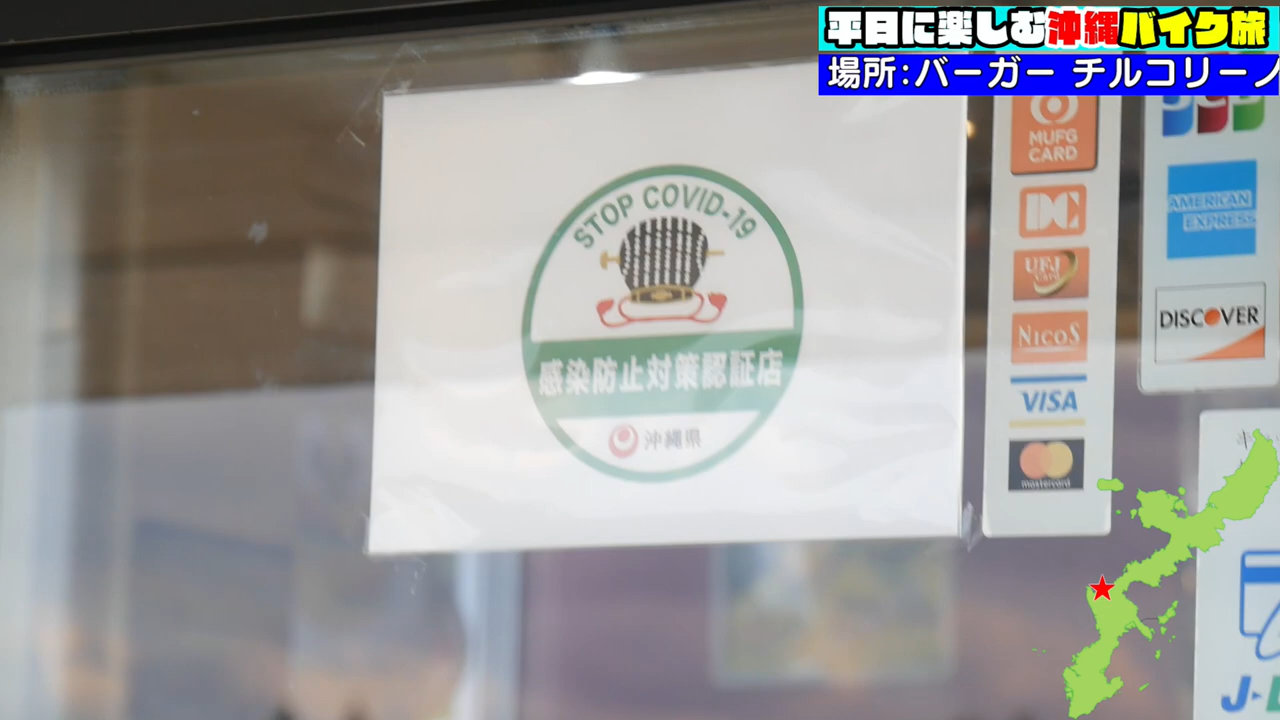 平日に楽しむ沖縄バイク旅
場所:バーガー チルコリーノ
STOP COVID-19
感染防止対策認証店
沖縄県
MUFG
CARD
DC
UFJ
Card
NICOS
VISA
mastercard
JCB
AMERICAN
EXPRESS
DISCOVER